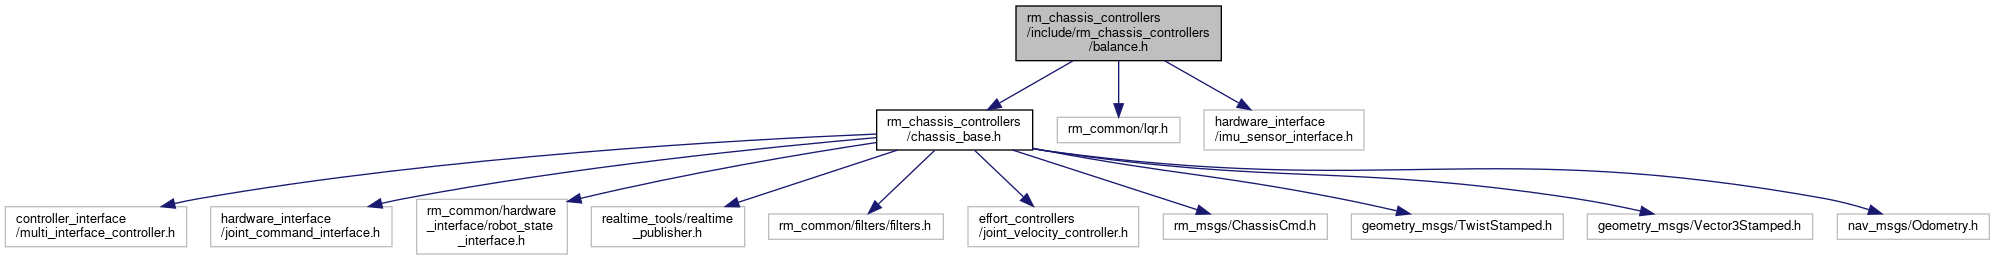 rm_chassis_controllers
/include/rm_chassis_controllers
/balance.h
rm_chassis_controllers
/chassis_base.h
rm_common/lqr.h
hardware_interface
/imu_sensor_interface.h
controller_interface
/multi_interface_controller.h
hardware_interface
/joint_command_interface.h
rm_common/hardware
_interface/robot_state
_interface.h
realtime_tools/realtime
_publisher.h
rm_common/filters/filters.h
effort_controllers
/joint_velocity_controller.h
rm_msgs/ChassisCmd.h
geometry_msgs/TwistStamped.h
geometry_msgs/Vector3Stamped.h
nav_msgs/Odometry.h